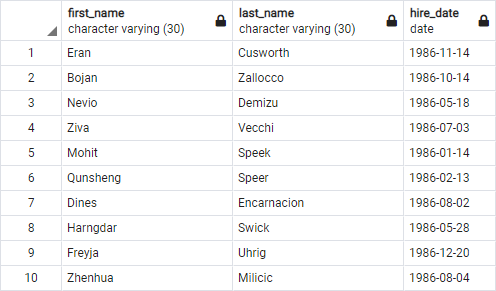 first_name last_name hire_date
character varying (30) character varying (30) date
1 Eran Cusworth 1986-11-14
2 Bojan Zallocco 1986-10-14
3 Nevio Demizu 1986-05-18
4 Ziva Vecchi 1986-07-03
5 Mohit Speek 1986-01-14
6 Qunsheng Speer 1986-02-13
7 Dines Encarnacion 1986-08-02
8 Harngdar Swick 1986-05-28
9 Freyja Uhrig 1986-12-20
10 Zhenhua Milicic 1986-08-04